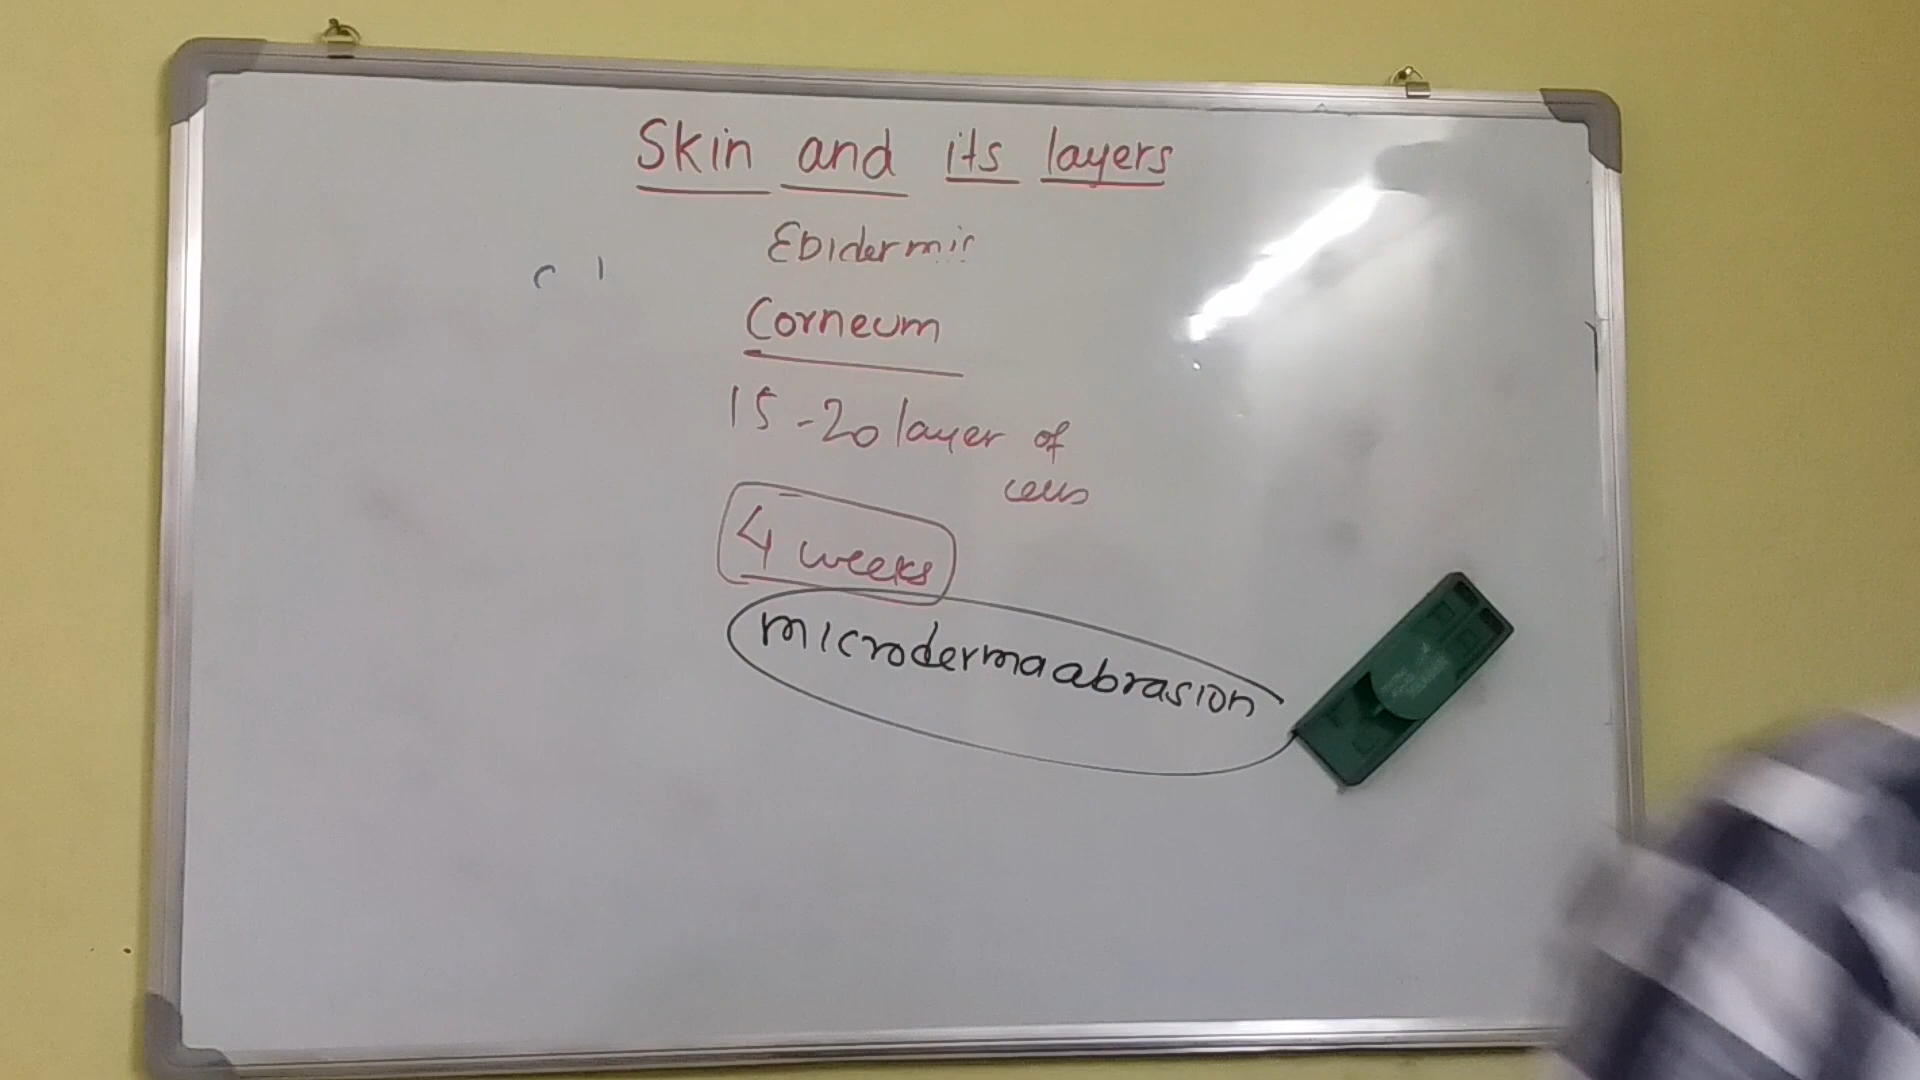 Skin and its layers
Epidermis
Corneum
15-20 layer of
cells
4 weeks
microdermaabrasion